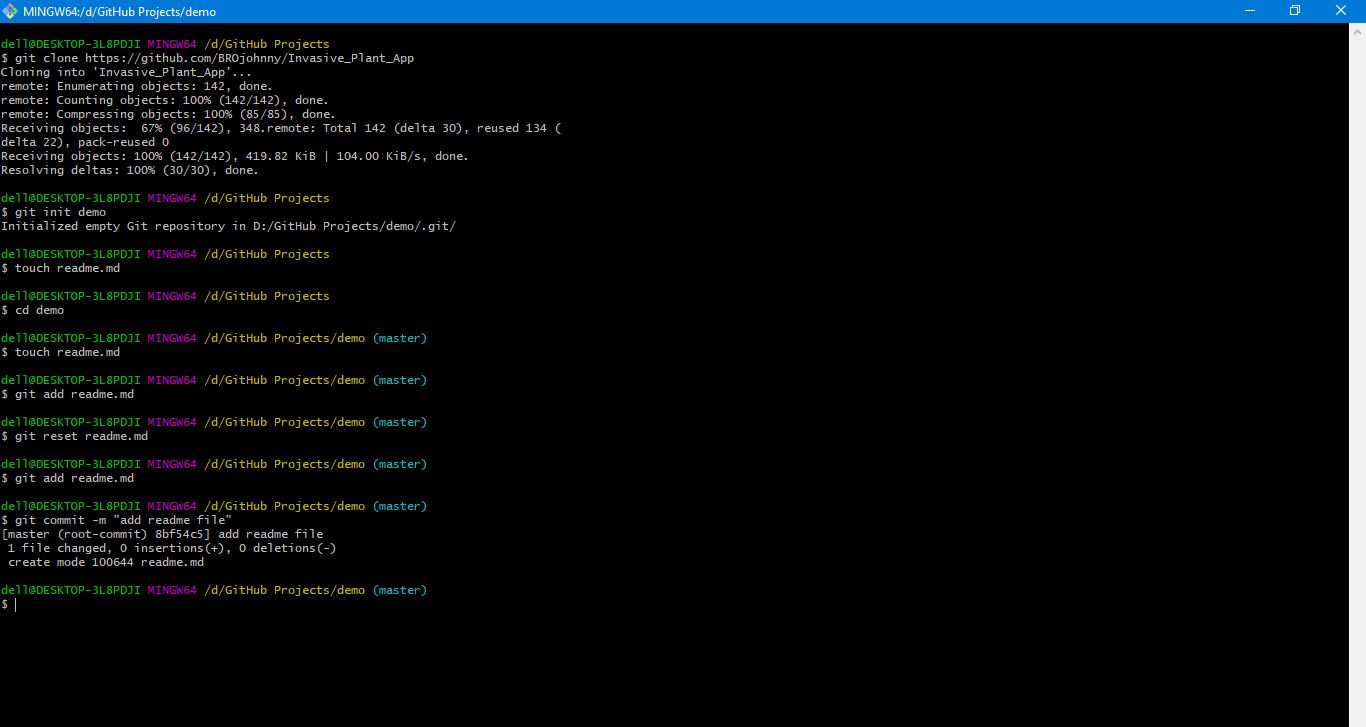 MINGW64:/d/GitHub Projects/demo
dell@DESKTOP-3L8PDJI MINGW64 /d/GitHub Projects
$ git clone https://github.com/BROjohnny/Invasive_Plant_App
Cloning into 'Invasive_Plant_App'...
remote: Enumerating objects: 142, done.
remote: Counting objects: 100% (142/142), done.
remote: Compressing objects: 100% (85/85), done.
Receiving objects:  67% (96/142), 348.remote: Total 142 (delta 30), reused 134 (
delta 22), pack-reused 0
Receiving objects: 100% (142/142), 419.82 KiB | 104.00 KiB/s, done.
Resolving deltas: 100% (30/30), done.
dell@DESKTOP-3L8PDJI MINGW64 /d/GitHub Projects
$ git init demo
Initialized empty Git repository in D:/GitHub Projects/demo/.git/
dell@DESKTOP-3L8PDJI MINGW64 /d/GitHub Projects
$ touch readme.md
dell@DESKTOP-3L8PDJI MINGW64 /d/GitHub Projects
$ cd demo
dell@DESKTOP-3L8PDJI MINGW64 /d/GitHub Projects/demo (master)
$ touch readme.md
dell@DESKTOP-3L8PDJI MINGW64 /d/GitHub Projects/demo (master)
$ git add readme.md
dell@DESKTOP-3L8PDJI MINGW64 /d/GitHub Projects/demo (master)
$ git reset readme.md
dell@DESKTOP-3L8PDJI MINGW64 /d/GitHub Projects/demo (master)
$ git add readme.md
dell@DESKTOP-3L8PDJI MINGW64 /d/GitHub Projects/demo (master)
$ git commit -m "add readme file"
[master (root-commit) 8bf54c5] add readme file
 1 file changed, 0 insertions(+), 0 deletions(-)
 create mode 100644 readme.md
dell@DESKTOP-3L8PDJI MINGW64 /d/GitHub Projects/demo (master)
$